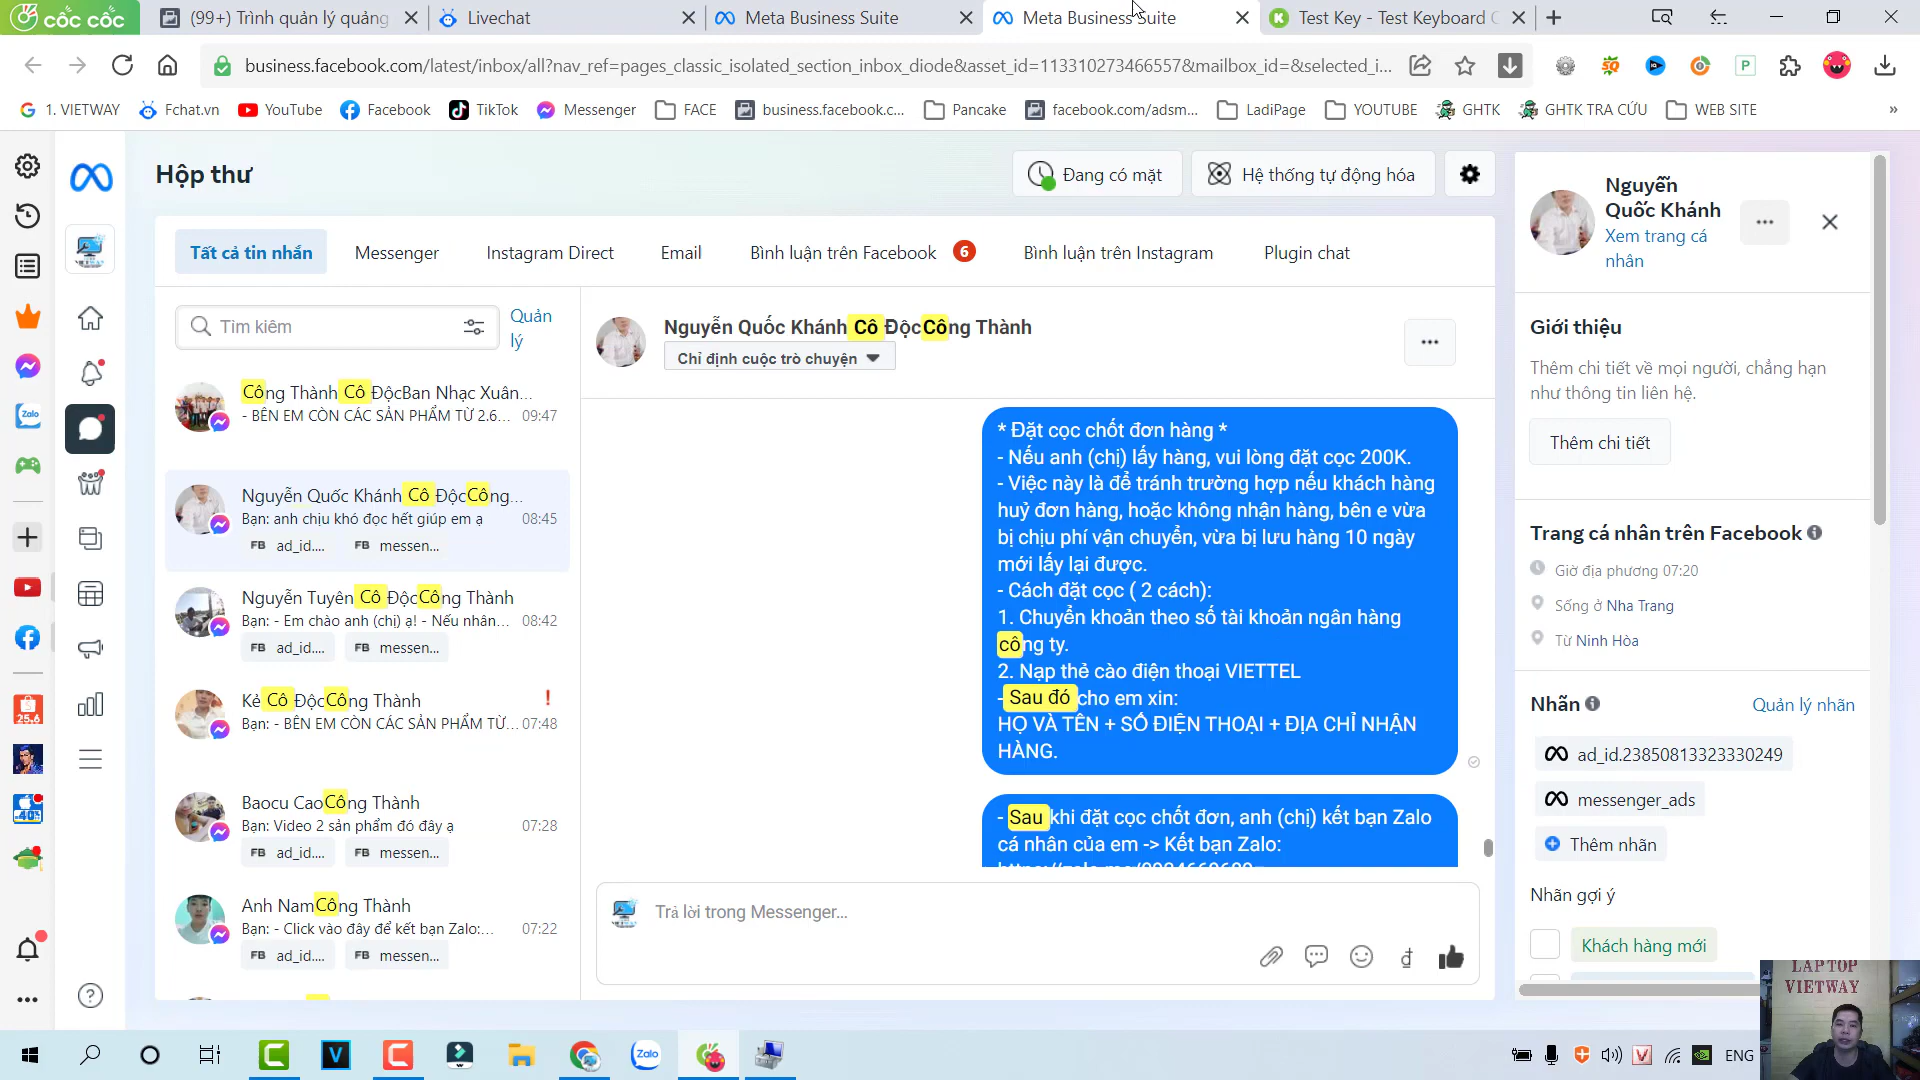 cốc cốc
(99+) Trình quản lý quảng
Livechat
Meta Business Suite
Meta Business Suite
Test Key - Test Keyboard
business.facebook.com/latest/inbox/all?nav_ref=pages_classic_isolated_section_inbox_diode&asset_id=113310273466557&mailbox_id=&selected_i...
1. VIETWAY
Fchat.vn
YouTube
Facebook
TikTok
Messenger
FACE
business.facebook.c...
Pancake
facebook.com/adsm...
LadiPage
YOUTUBE
GHTK
GHTK TRA CỨU
WEB SITE
»
Hộp thư
Đang có mặt
Hệ thống tự động hóa
Tất cả tin nhắn
Messenger
Instagram Direct
Email
Bình luận trên Facebook
6
Bình luận trên Instagram
Plugin chat
Tìm kiếm
Quản
lý
Công Thành Cô ĐộcBan Nhạc Xuân...
- BÊN EM CÒN CÁC SẢN PHẨM TỪ 2.6...
09:47
Nguyễn Quốc Khánh Cô ĐộcCông...
Bạn: anh chịu khó đọc hết giúp em ạ
08:45
FB ad_id....
FB messen...
Nguyễn Tuyên Cô ĐộcCông Thành
Bạn: - Em chào anh (chị) ạ! - Nếu nhân...
08:42
FB ad_id....
FB messen...
Kẻ Cô ĐộcCông Thành
!
Bạn: - BÊN EM CÒN CÁC SẢN PHẨM TỪ...
07:48
Baocu CaoCông Thành
Bạn: Video 2 sản phẩm đó đây ạ
07:28
FB ad_id....
FB messen...
Anh NamCông Thành
Bạn: - Click vào đây để kết bạn Zalo:...
07:22
FB ad_id....
FB messen...
Nguyễn Quốc Khánh Cô ĐộcCông Thành
Chỉ định cuộc trò chuyện
* Đặt cọc chốt đơn hàng *
- Nếu anh (chị) lấy hàng, vui lòng đặt cọc 200K.
- Việc này là để tránh trường hợp nếu khách hàng
huỷ đơn hàng, hoặc không nhận hàng, bên e vừa
bị chịu phí vận chuyển, vừa bị lưu hàng 10 ngày
mới lấy lại được.
- Cách đặt cọc ( 2 cách):
1. Chuyển khoản theo số tài khoản ngân hàng
công ty.
2. Nạp thẻ cào điện thoại VIETTEL
- Sau đó cho em xin:
HỌ VÀ TÊN + SỐ ĐIỆN THOẠI + ĐỊA CHỈ NHẬN
HÀNG.
- Sau khi đặt cọc chốt đơn, anh (chị) kết bạn Zalo
cá nhân của em -> Kết bạn Zalo:
Trả lời trong Messenger...
Nguyễn
Quốc Khánh
Xem trang cá
nhân
Giới thiệu
Thêm chi tiết về mọi người, chẳng hạn
như thông tin liên hệ.
Thêm chi tiết
Trang cá nhân trên Facebook
Giờ địa phương 07:20
Sống ở Nha Trang
Từ Ninh Hòa
Nhãn
Quản lý nhãn
ad_id.23850813323330249
messenger_ads
Thêm nhãn
Nhãn gợi ý
Khách hàng mới
Zalo
25.6
-40%
LAPTOP
VIETWAY
Zalo
ENG